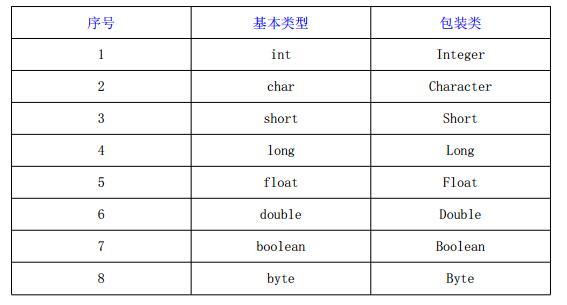 序号 基本类型 包装类
1 int Integer
2 char Character
3 short Short
4 long Long
5 float Float
6 double Double
7 boolean Boolean
8 byte Byte